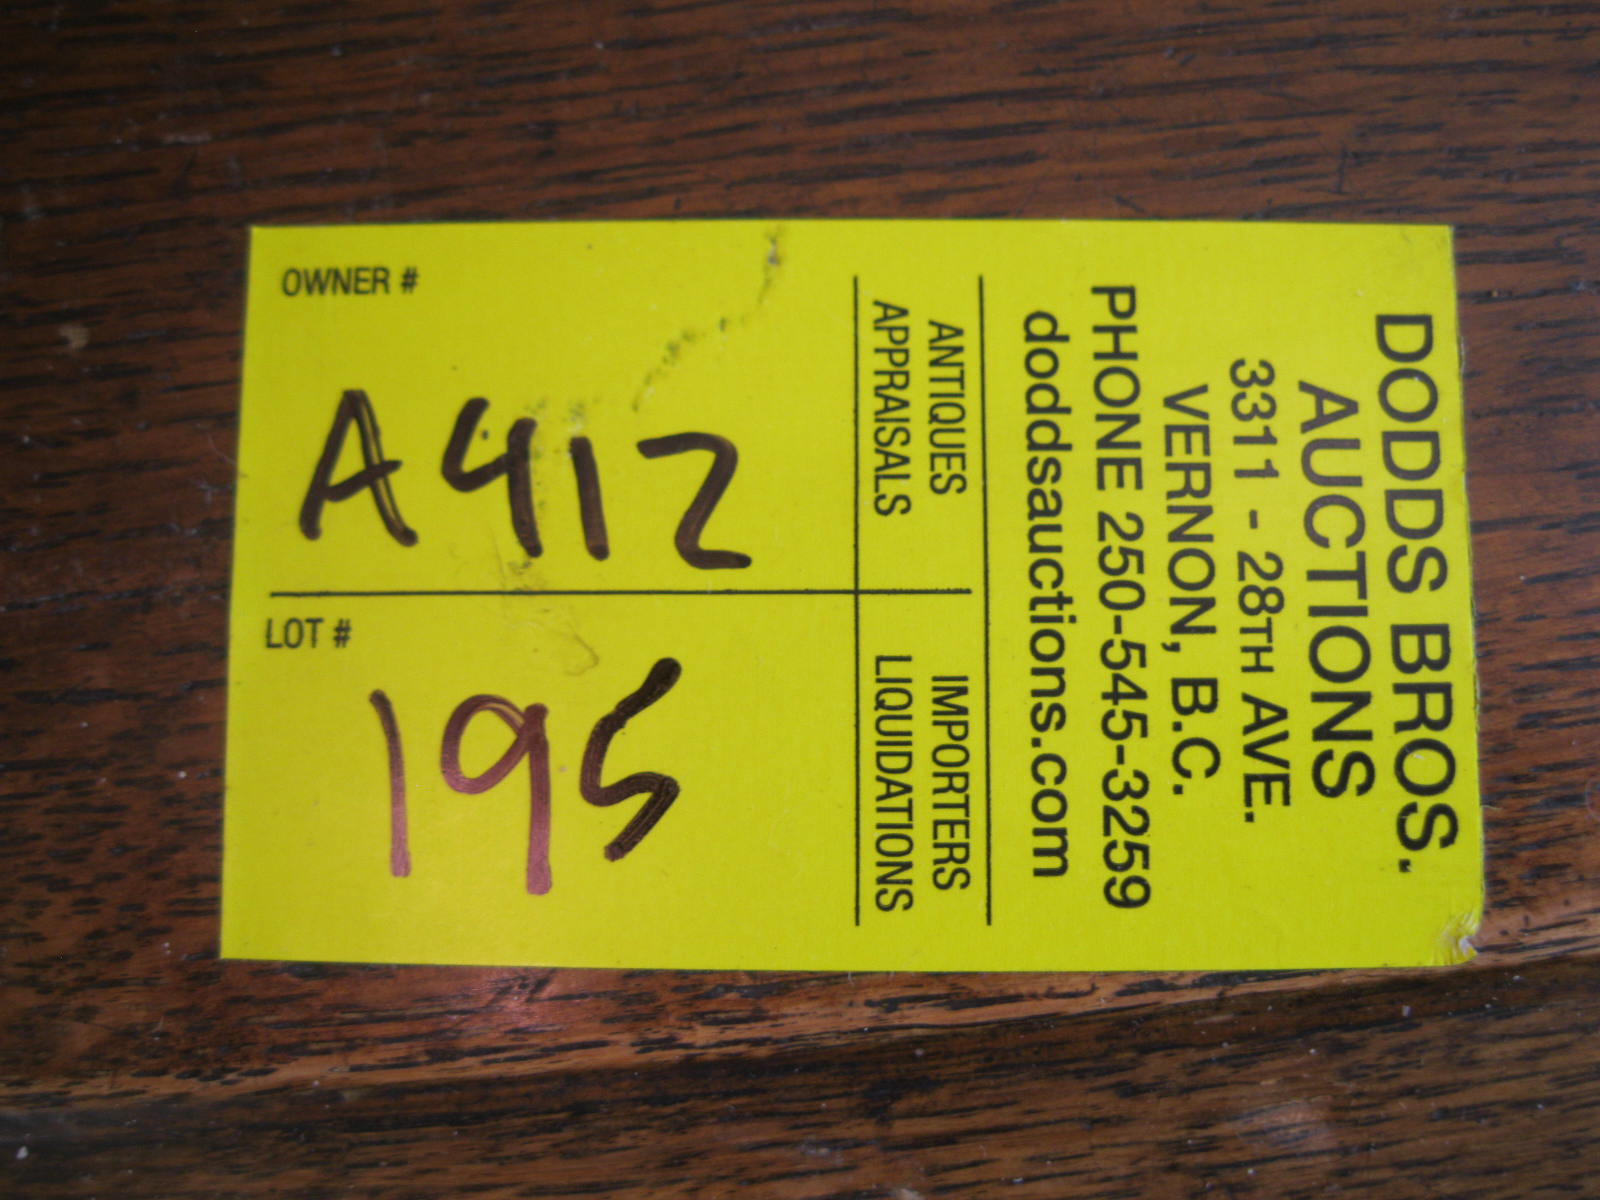 DODDS BROS.
AUCTIONS
3311 - 28TH AVE.
VERNON, B.C.
PHONE 250-545-3259
doddsauctions.com
ANTIQUES
APPRAISALS
IMPORTERS
LIQUIDATIONS
OWNER #
A412
LOT #
195